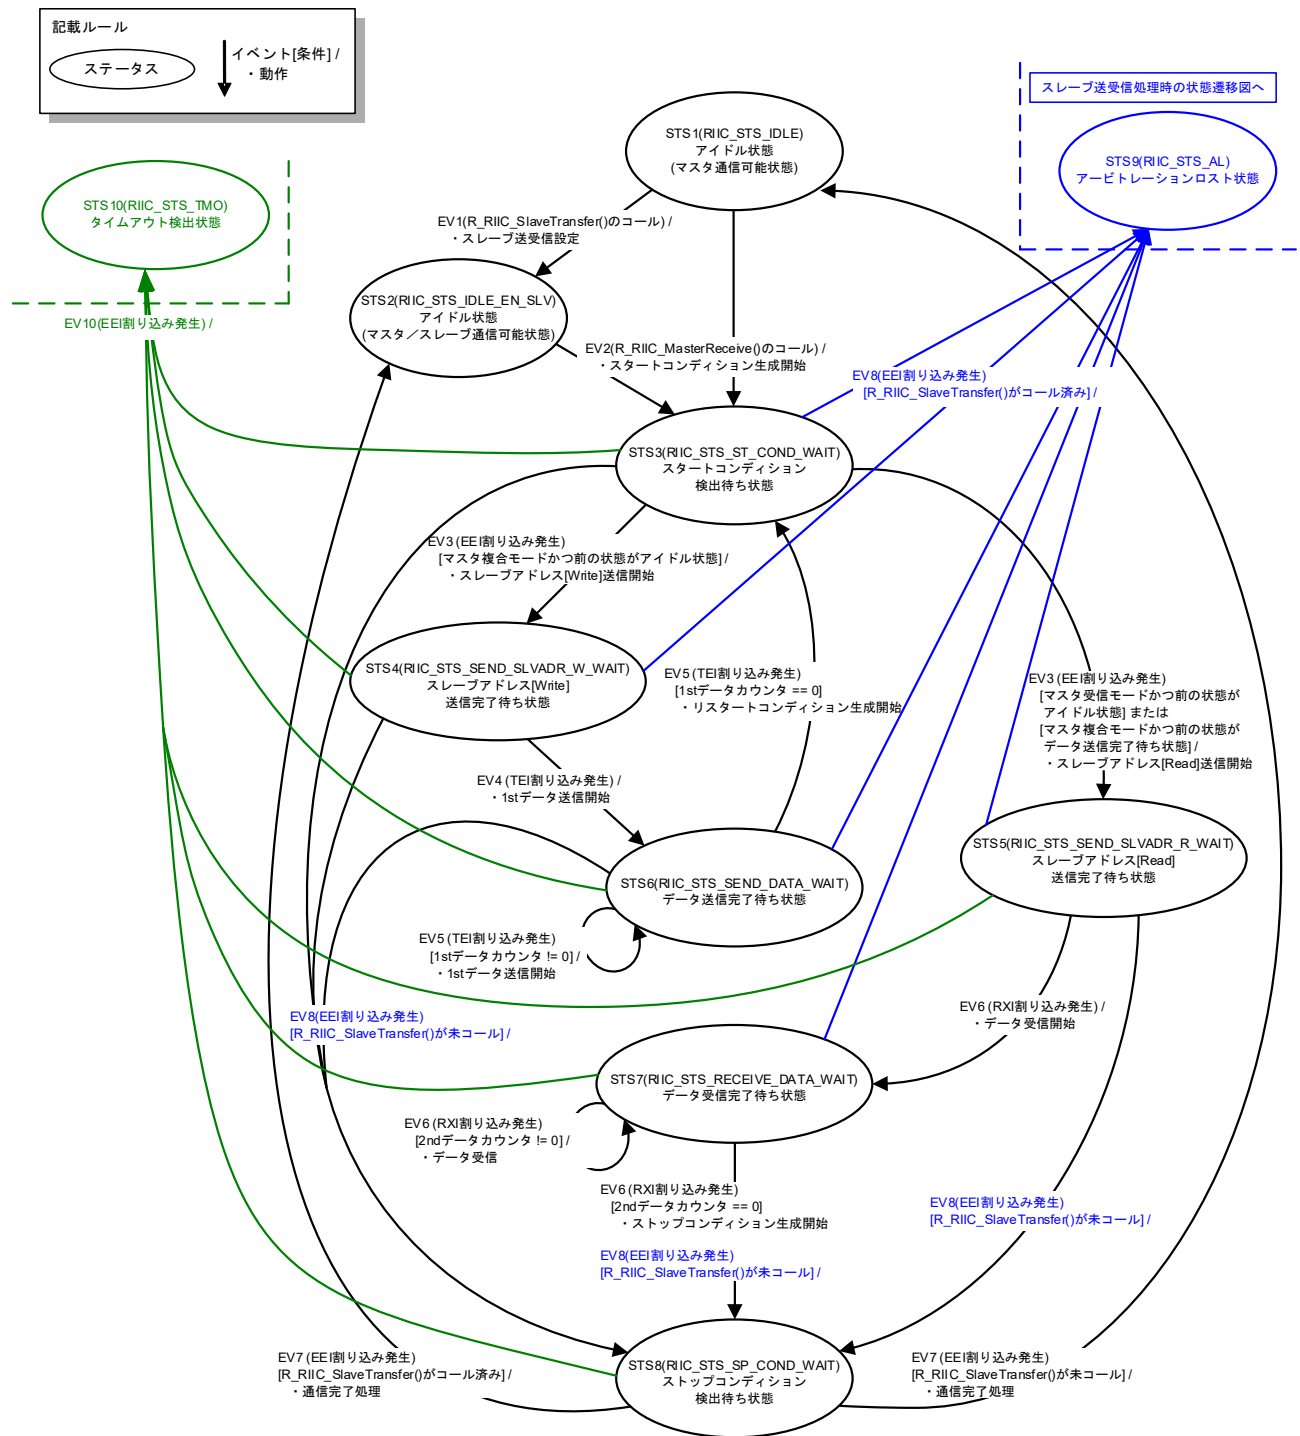 記載ルール
ステータス
イベント[条件] /
・動作
スレーブ送受信処理時の状態遷移図へ
STS1(RIIC_STS_IDLE)
アイドル状態
(マスタ通信可能状態)
STS9(RIIC_STS_AL)
アービトレーションロスト状態
STS10(RIIC_STS_TMO)
タイムアウト検出状態
EV1(R_RIIC_SlaveTransfer()のコール) /
・スレーブ送受信設定
STS2(RIIC_STS_IDLE_EN_SLV)
アイドル状態
(マスタ／スレーブ通信可能状態)
EV10(EEI割り込み発生) /
EV2(R_RIIC_MasterReceive()のコール) /
・スタートコンディション生成開始
EV8(EEI割り込み発生)
[R_RIIC_SlaveTransfer()がコール済み] /
STS3(RIIC_STS_ST_COND_WAIT)
スタートコンディション
検出待ち状態
EV3 (EEI割り込み発生)
[マスタ複合モードかつ前の状態がアイドル状態] /
・スレーブアドレス[Write]送信開始
STS4(RIIC_STS_SEND_SLVADR_W_WAIT)
スレーブアドレス[Write]
送信完了待ち状態
EV5 (TEI割り込み発生)
[1stデータカウンタ == 0]
・リスタートコンディション生成開始
EV3 (EEI割り込み発生)
[マスタ受信モードかつ前の状態が
アイドル状態] または
[マスタ複合モードかつ前の状態が
データ送信完了待ち状態] /
・スレーブアドレス[Read]送信開始
EV4 (TEI割り込み発生) /
・1stデータ送信開始
STS5(RIIC_STS_SEND_SLVADR_R_WAIT)
スレーブアドレス[Read]
送信完了待ち状態
STS6(RIIC_STS_SEND_DATA_WAIT)
データ送信完了待ち状態
EV5 (TEI割り込み発生)
[1stデータカウンタ != 0] /
・1stデータ送信開始
EV8(EEI割り込み発生)
[R_RIIC_SlaveTransfer()が未コール] /
EV6 (RXI割り込み発生) /
・データ受信開始
STS7(RIIC_STS_RECEIVE_DATA_WAIT)
データ受信完了待ち状態
EV6 (RXI割り込み発生)
[2ndデータカウンタ != 0] /
・データ受信
EV6 (RXI割り込み発生)
[2ndデータカウンタ == 0]
・ストップコンディション生成開始
EV8(EEI割り込み発生)
[R_RIIC_SlaveTransfer()が未コール] /
EV8(EEI割り込み発生)
[R_RIIC_SlaveTransfer()が未コール] /
STS8(RIIC_STS_SP_COND_WAIT)
ストップコンディション
検出待ち状態
EV7 (EEI割り込み発生)
[R_RIIC_SlaveTransfer()がコール済み] /
・通信完了処理
EV7 (EEI割り込み発生)
[R_RIIC_SlaveTransfer()が未コール] /
・通信完了処理